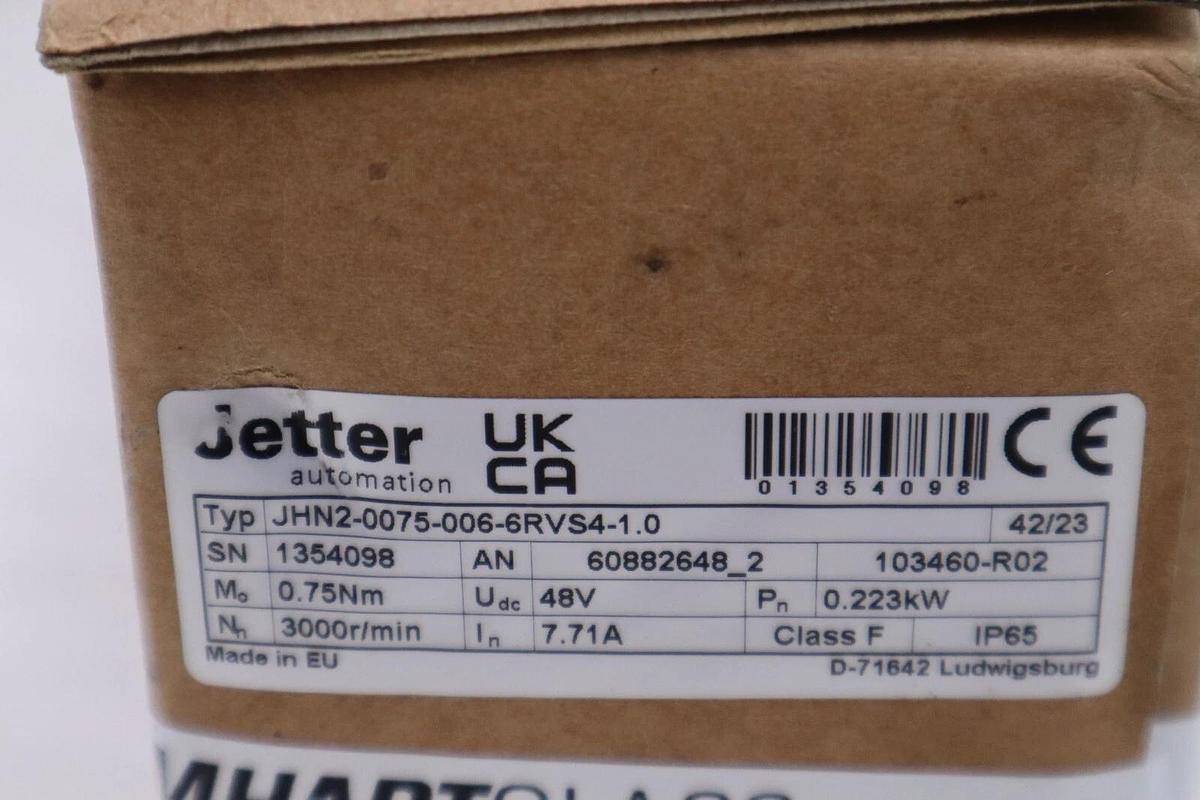 Jetter
automation
UK
CA
01354098
CE
Typ JHN2-0075-006-6RVS4-1.0 42/23
SN 1354098 AN 60882648_2 103460-R02
Mo 0.75Nm Udc 48V Pn 0.223kW
Nn 3000r/min In 7.71A Class F IP65
Made in EU D-71642 Ludwigsburg